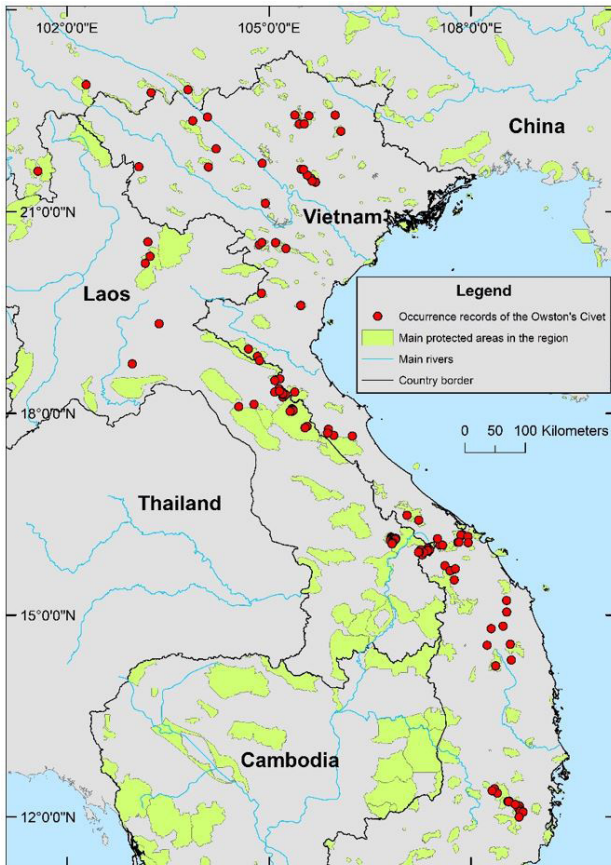 102°0'0"E
105°0'0"E
108°0'0"E
China
21°0'0"N
Vietnam
Laos
Legend
Occurrence records of the Owston's Civet
Main protected areas in the region
Main rivers
Country border
18°0'0"N
0 50 100 Kilometers
Thailand
15°0'0"N
Cambodia
12°0'0"N